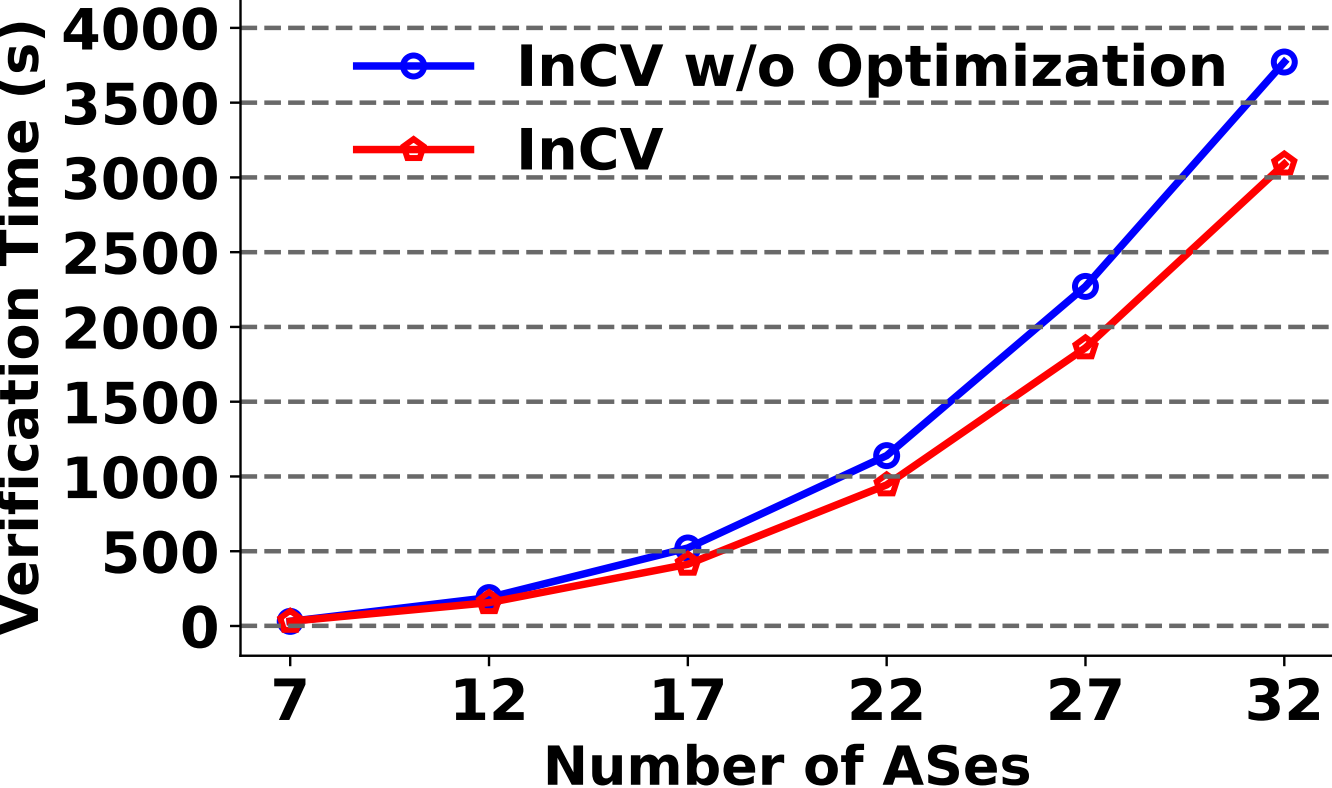 Verification Time (s)
4000
3500
3000
2500
2000
1500
1000
500
0
InCV w/o Optimization
InCV
7 12 17 22 27 32
Number of ASes